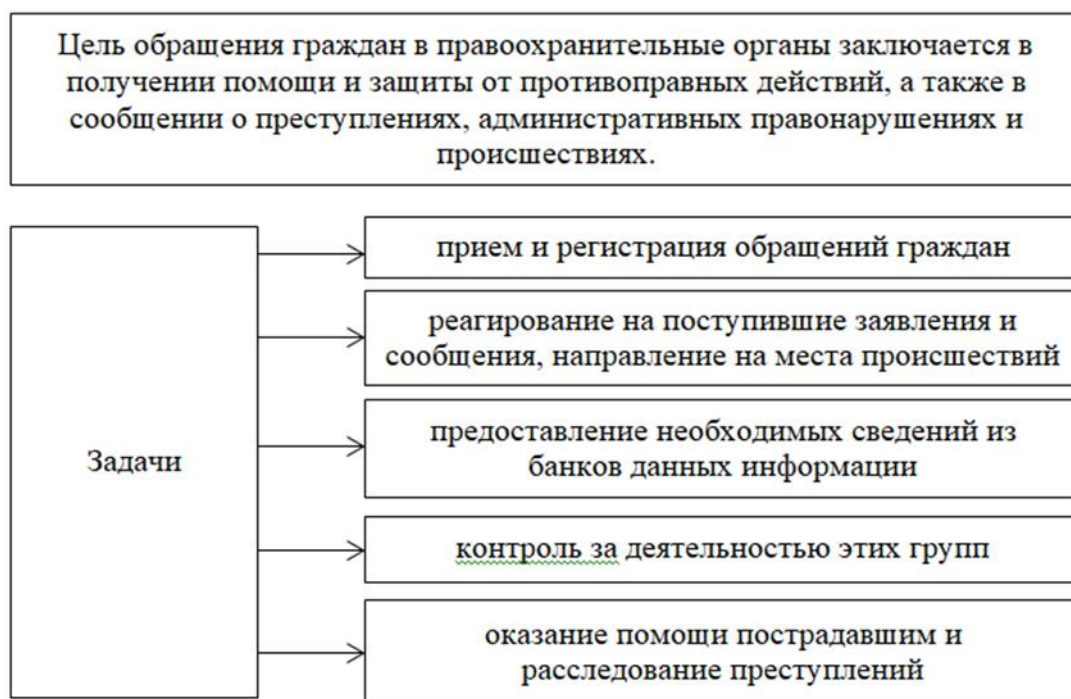 Цель обращения граждан в правоохранительные органы заключается в
получении помощи и защиты от противоправных действий, а также в
сообщении о преступлениях, административных правонарушениях и
происшествиях.
Задачи
прием и регистрация обращений граждан
реагирование на поступившие заявления и
сообщения, направление на места происшествий
предоставление необходимых сведений из
банков данных информации
контроль за деятельностью этих групп
оказание помощи пострадавшим и
расследование преступлений